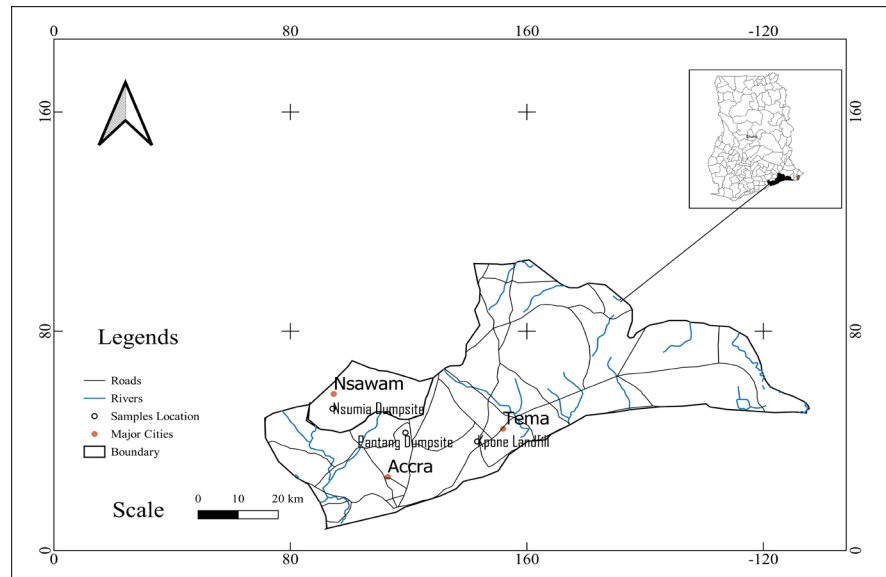 0 80 160 -120
160 160
80 80
Legends
Roads
Rivers
Samples Location
Major Cities
Boundary
Nsawam
Nsumia Dumpsite
Pantang Dumpsite
Tema
Kpone Landfill
Accra
Scale
0 10 20 km
0 0
0 80 160 -120